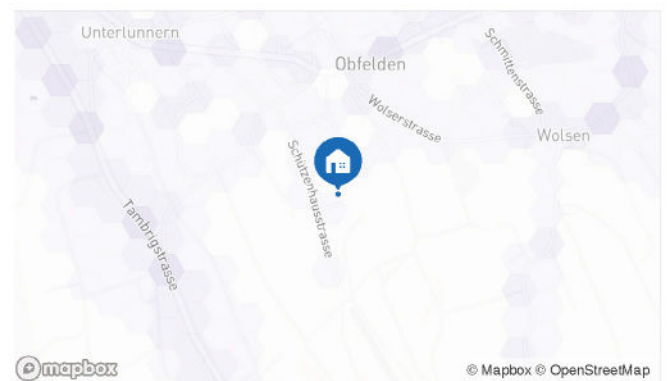 Unterlunnern
Obfelden
Schmittenstrasse
Wolserstrasse
Wolsen
Schützenhausstrasse
Tambrigstrasse
mapbox
© Mapbox © OpenStreetMap